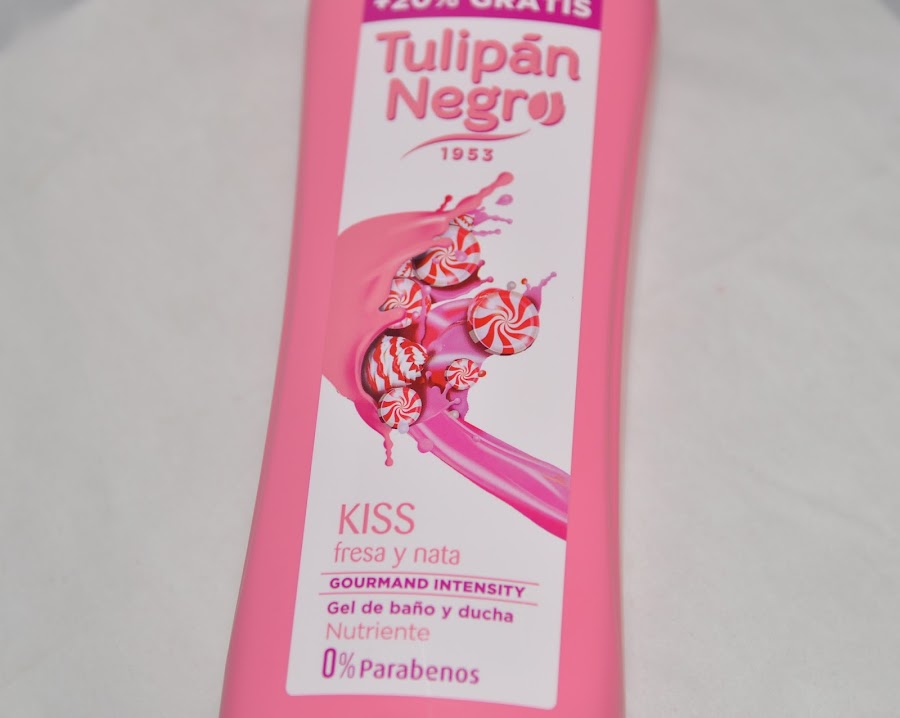 +20% GRATIS
Tulipán
Negro
1953
KISS
fresa y nata
GOURMAND INTENSITY
Gel de baño y ducha
Nutriente
0% Parabenos